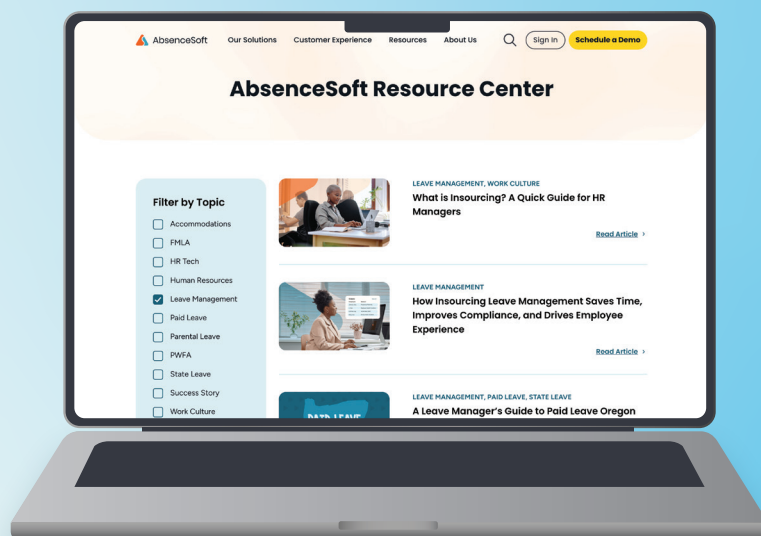 AbsenceSoft
Our Solutions
Customer Experience
Resources
About Us
Sign In
Schedule a Demo
AbsenceSoft Resource Center
Filter by Topic
Accommodations
FMLA
HR Tech
Human Resources
Leave Management
Paid Leave
Parental Leave
PWFA
State Leave
Success Story
Work Culture
LEAVE MANAGEMENT, WORK CULTURE
What is Insourcing? A Quick Guide for HR
Managers
Read Article
LEAVE MANAGEMENT
How Insourcing Leave Management Saves Time,
Improves Compliance, and Drives Employee
Experience
Read Article
PAID LEAVE
LEAVE MANAGEMENT, PAID LEAVE, STATE LEAVE
A Leave Manager's Guide to Paid Leave Oregon